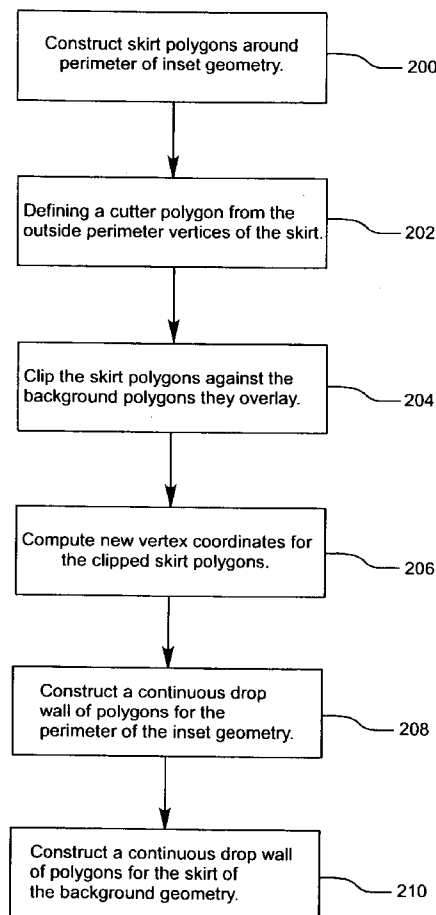 Construct skirt polygons around
perimeter of inset geometry.
200
Defining a cutter polygon from the
outside perimeter vertices of the skirt.
202
Clip the skirt polygons against the
background polygons they overlay.
204
Compute new vertex coordinates for
the clipped skirt polygons.
206
Construct a continuous drop
wall of polygons for the
perimeter of the inset geometry.
208
Construct a continuous drop wall
of polygons for the skirt of
the background geometry.
210